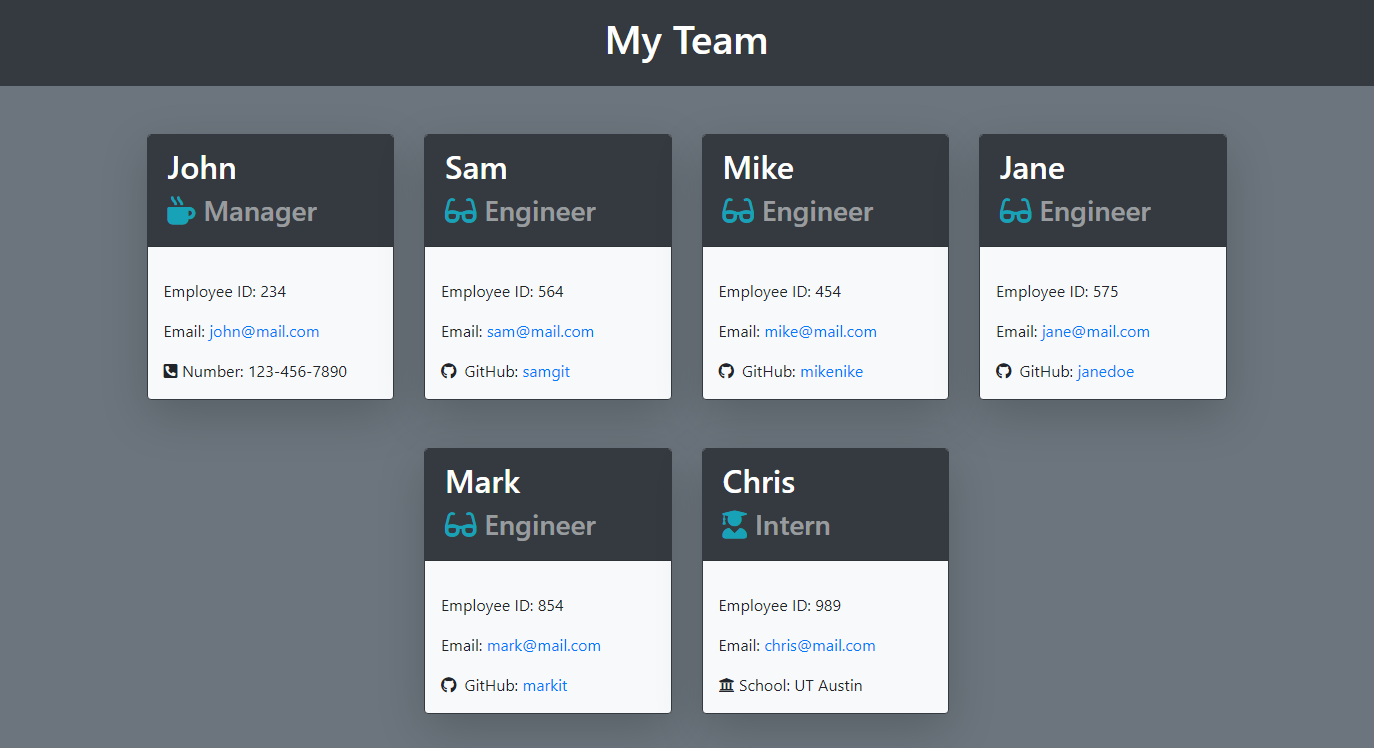 My Team
John
Manager
Employee ID: 234
Email: john@mail.com
Number: 123-456-7890
Sam
Engineer
Employee ID: 564
Email: sam@mail.com
GitHub: samgit
Mike
Engineer
Employee ID: 454
Email: mike@mail.com
GitHub: mikenike
Jane
Engineer
Employee ID: 575
Email: jane@mail.com
GitHub: janedoe
Mark
Engineer
Employee ID: 854
Email: mark@mail.com
GitHub: markit
Chris
Intern
Employee ID: 989
Email: chris@mail.com
School: UT Austin